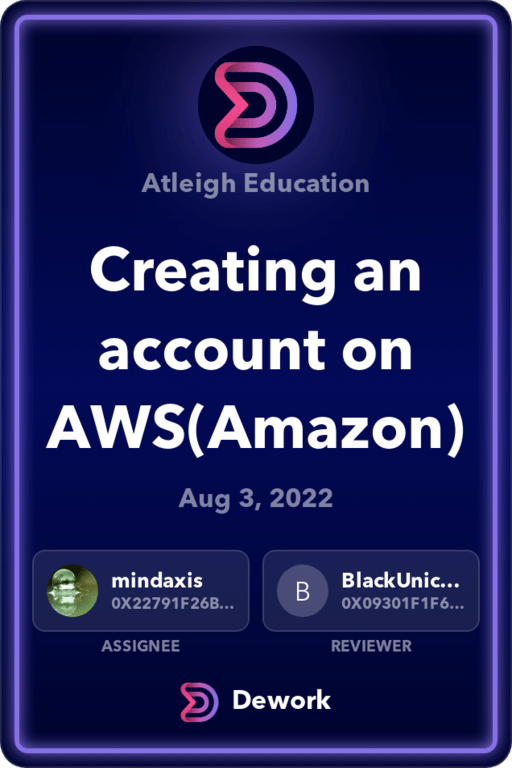 Atleigh Education
Creating an
account on
AWS(Amazon)
Aug 3, 2022
mindaxis
0X22791F26B...
ASSIGNEE
B
BlackUnic...
0X09301F1F6...
REVIEWER
Dework